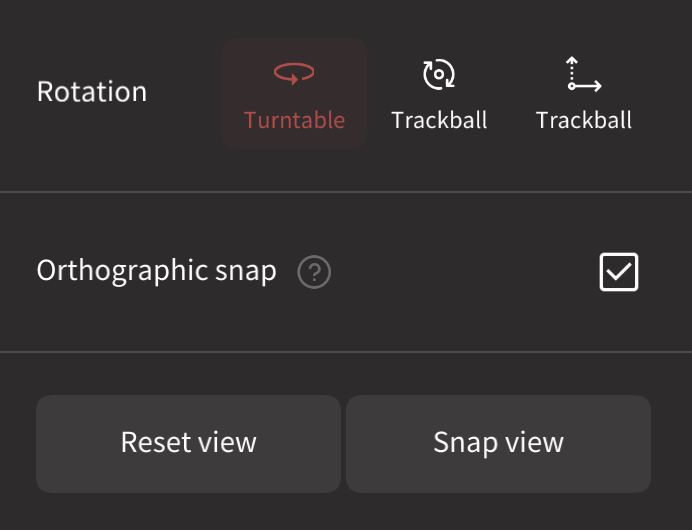 Rotation
Turntable
Trackball
Trackball
Orthographic snap ?
Reset view
Snap view